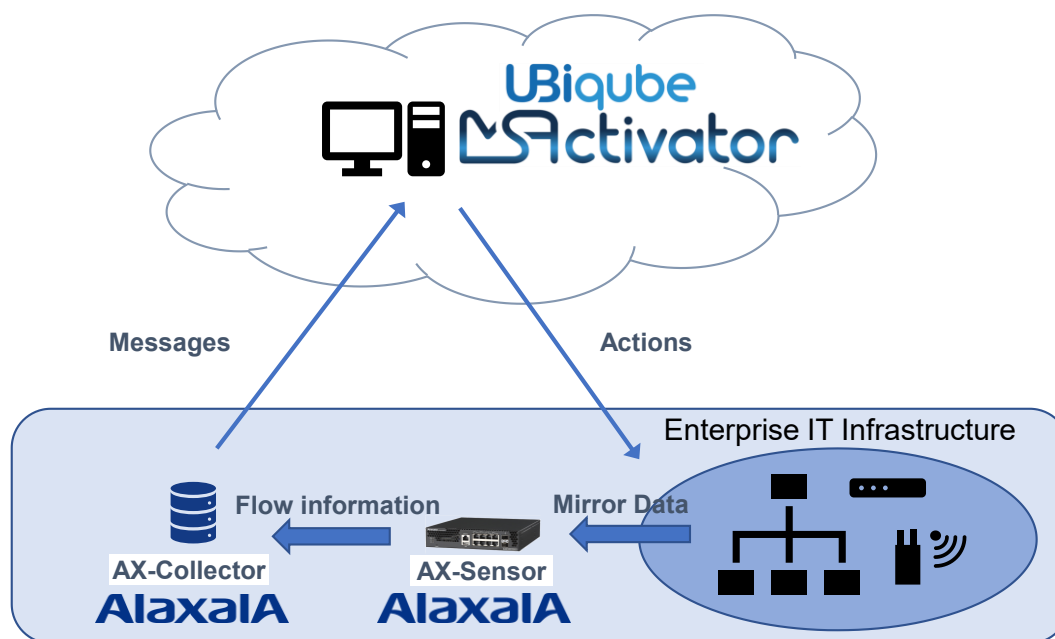 UBiqube
MSActivator
Messages
Actions
Enterprise IT Infrastructure
Flow information
Mirror Data
AX-Collector
AX-Sensor
AlaxalA
AlaxalA